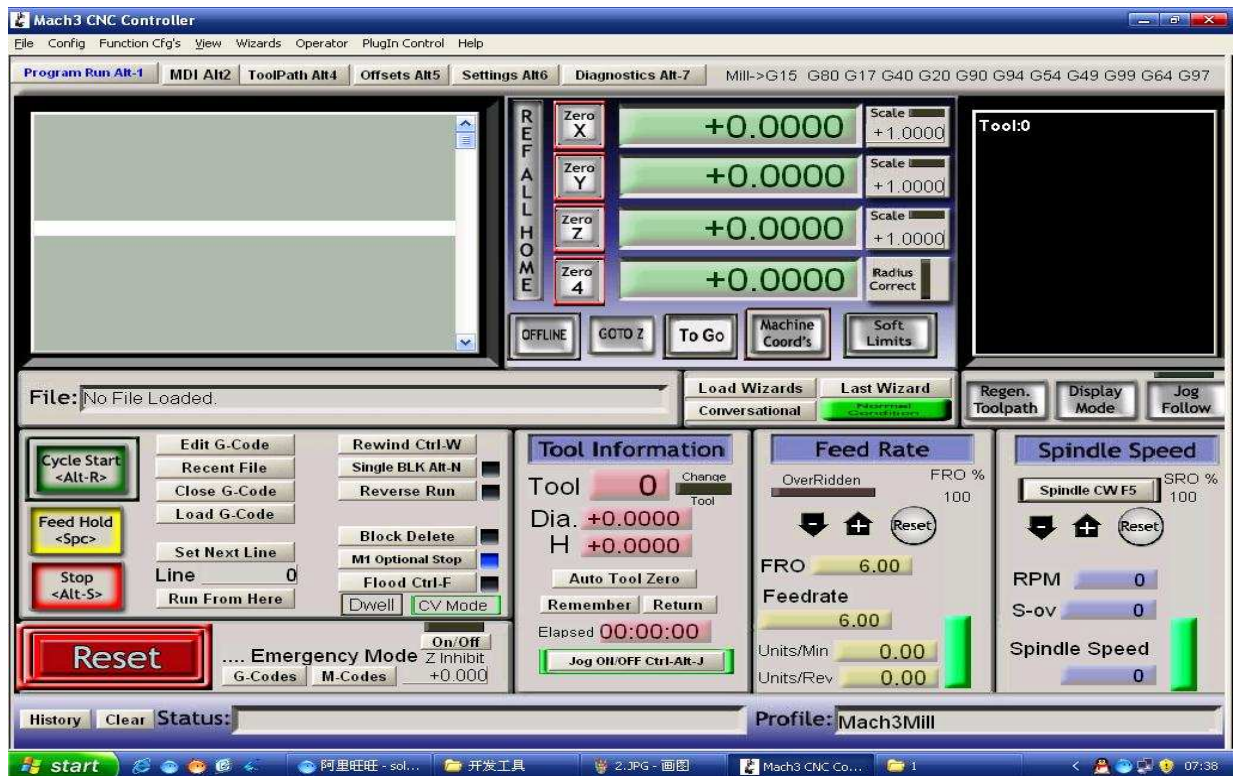 Mach3 CNC Controller
File Config Function Cfg's View Wizards Operator PlugIn Control Help
Program Run Alt-1 MDI Alt2 ToolPath Alt4 Offsets Alt5 Settings Alt6 Diagnostics Alt-7 Mill->G15 G80 G17 G40 G20 G90 G94 G54 G49 G99 G64 G97
REF ALL HOME
Zero X +0.0000 Scale +1.0000
Zero Y +0.0000 Scale +1.0000
Zero Z +0.0000 Scale +1.0000
Zero 4 +0.0000 Radius Correct
OFFLINE GOTO Z To Go Machine Coord's Soft Limits
Tool:0
File: No File Loaded.
Load Wizards Last Wizard
Conversational Normal Condition
Regen. Toolpath Display Mode Jog Follow
Cycle Start <Alt-R>
Feed Hold <Spc>
Stop <Alt-S>
Edit G-Code
Recent File
Close G-Code
Load G-Code
Set Next Line
Line 0
Run From Here
Rewind Ctrl-W
Single BLK Alt-N
Reverse Run
Block Delete
M1 Optional Stop
Flood Ctrl-F
Dwell CV Mode
Reset
.... Emergency Mode
G-Codes M-Codes
On/Off
Z Inhibit
+0.000
Tool Information
Tool 0 Change Tool
Dia. +0.0000
H +0.0000
Auto Tool Zero
Remember Return
Elapsed 00:00:00
Jog ON/OFF Ctrl-Alt-J
Feed Rate
OverRidden FRO %
100
Reset
FRO 6.00
Feedrate
6.00
Units/Min 0.00
Units/Rev 0.00
Spindle Speed
Spindle CW F5 SRO %
100
Reset
RPM 0
S-ov 0
Spindle Speed
0
History Clear Status: Profile: Mach3Mill
start 阿里旺旺 - sol... 开发工具 2.JPG - 画图 Mach3 CNC Co... 1 07:38